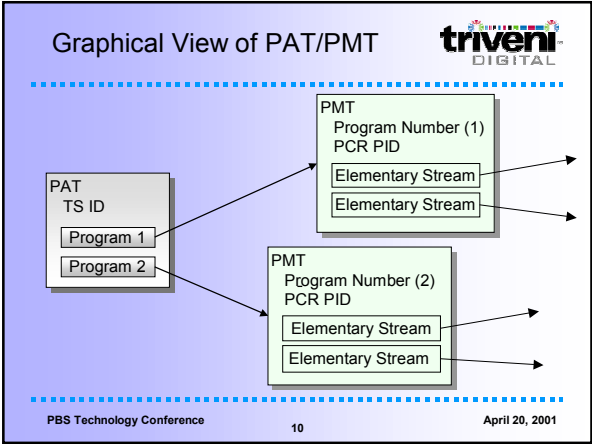 Graphical View of PAT/PMT
triveni
DIGITAL
PMT
Program Number (1)
PCR PID
Elementary Stream
Elementary Stream
PAT
TS ID
Program 1
Program 2
PMT
Program Number (2)
PCR PID
Elementary Stream
Elementary Stream
PBS Technology Conference
10
April 20, 2001